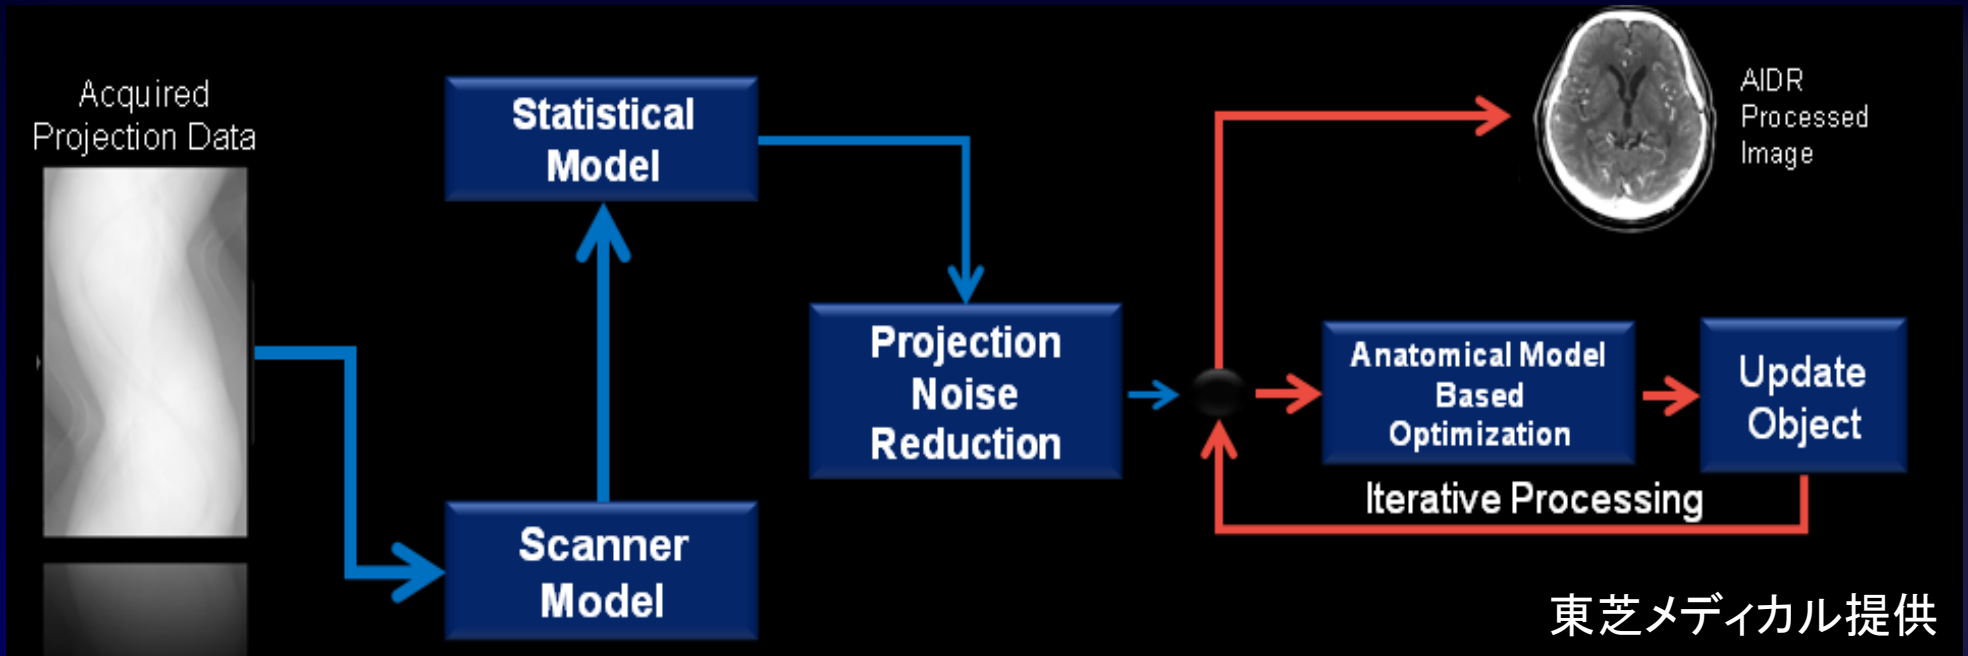 Acquired
Projection Data
Statistical
Model
AIDR
Processed
Image
Projection
Noise
Reduction
Anatomical Model
Based
Optimization
Update
Object
Iterative Processing
Scanner
Model
東芝メディカル提供